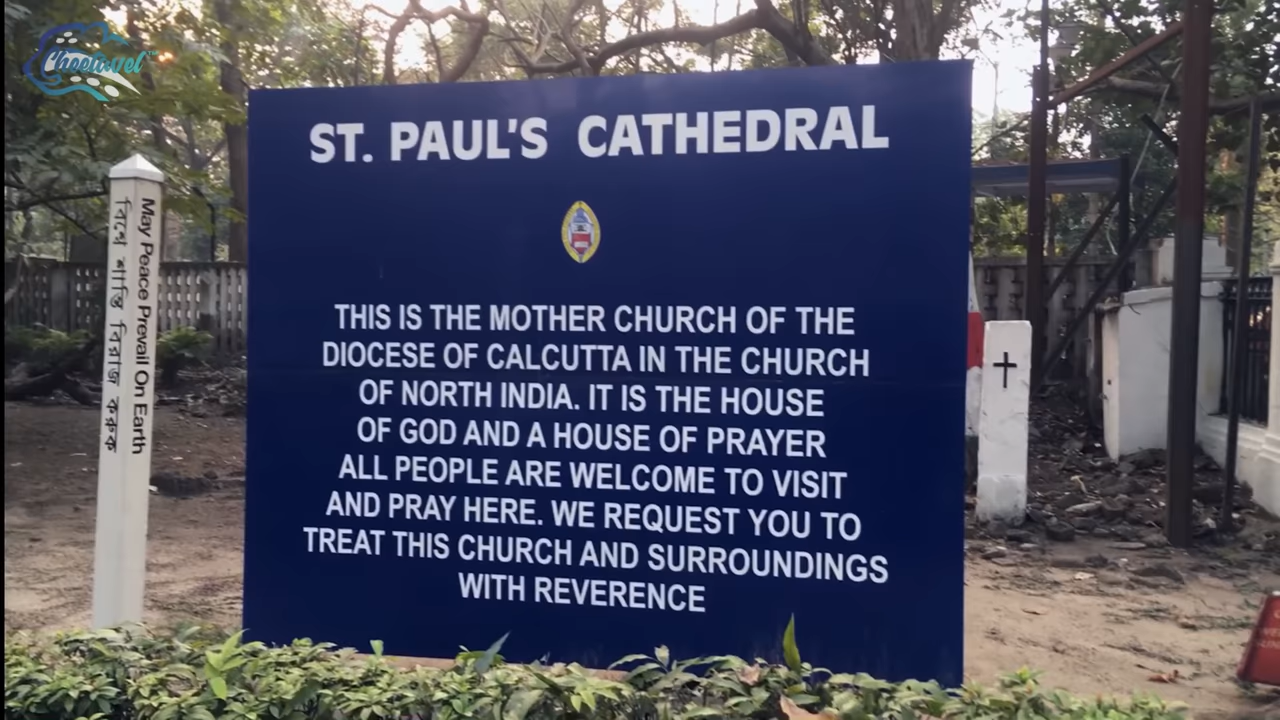 Cheetavel™
May Peace Prevail On Earth
বিশ্বে শান্তি বিরাজ করুক
ST. PAUL'S CATHEDRAL
THIS IS THE MOTHER CHURCH OF THE
DIOCESE OF CALCUTTA IN THE CHURCH
OF NORTH INDIA. IT IS THE HOUSE
OF GOD AND A HOUSE OF PRAYER
ALL PEOPLE ARE WELCOME TO VISIT
AND PRAY HERE. WE REQUEST YOU TO
TREAT THIS CHURCH AND SURROUNDINGS
WITH REVERENCE